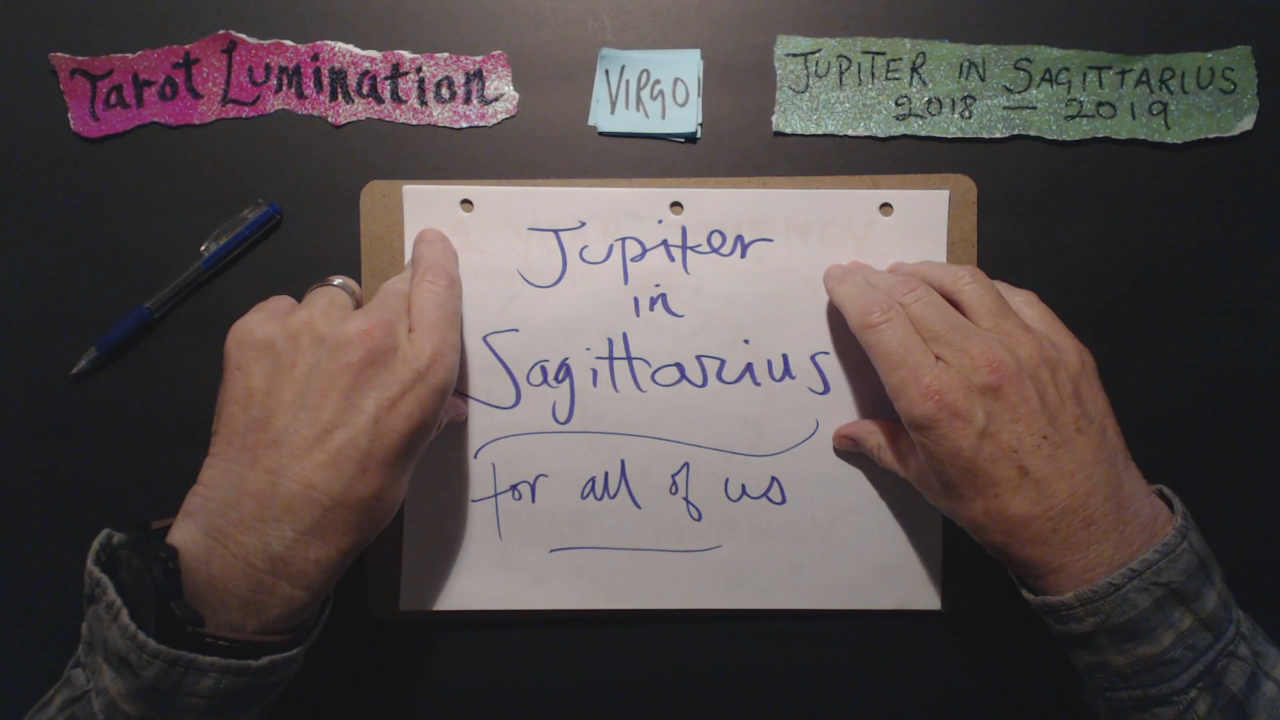 Tarot Lumination
VIRGO
JUPITER IN SAGITTARIUS
2018 — 2019
Jupiter
in
Sagittarius
for all of us